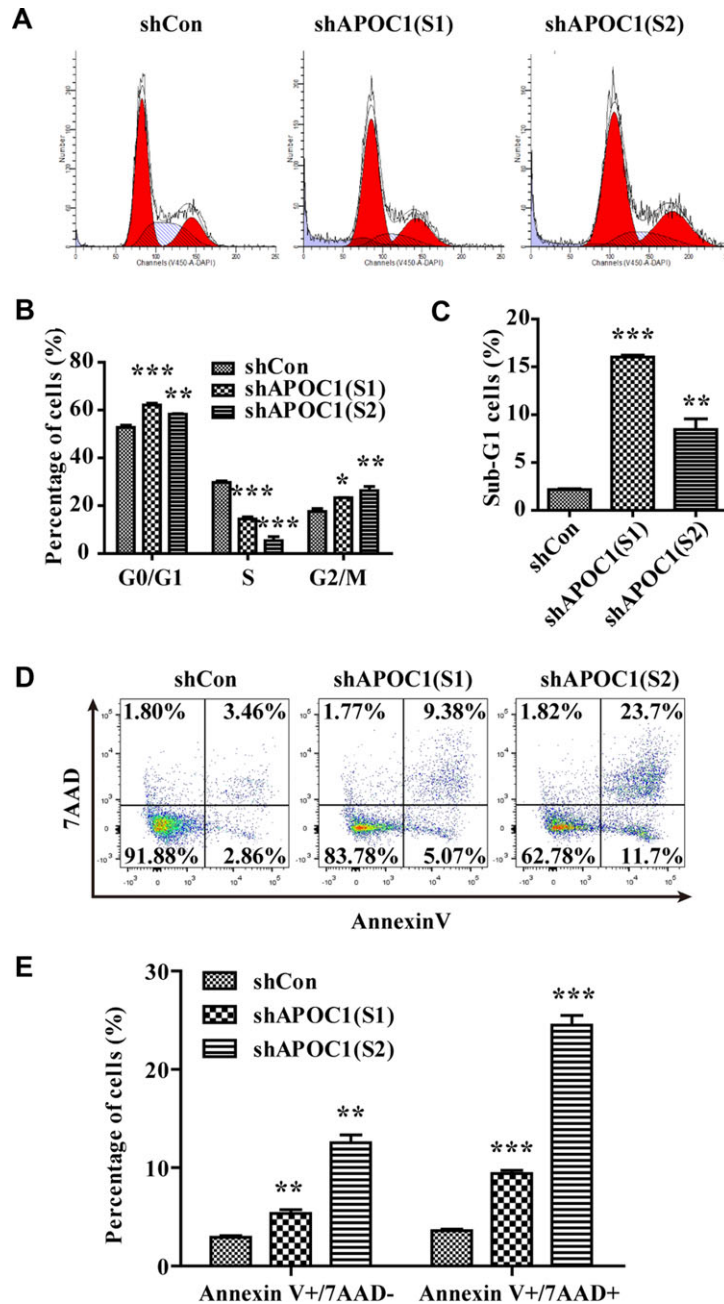 A
shCon
shAPOC1(S1)
shAPOC1(S2)
Number
Channels (V450-A-DAPI)
Number
Channels (V450-A-DAPI)
Number
Channels (V450-A-DAPI)
B
Percentage of cells (%)
80
60
40
20
0
***
**
***
***
*
**
shCon
shAPOC1(S1)
shAPOC1(S2)
G0/G1 S G2/M
C
Sub-G1 cells (%)
20
15
10
5
0
***
**
shCon
shAPOC1(S1)
shAPOC1(S2)
D
shCon
shAPOC1(S1)
shAPOC1(S2)
7AAD
1.80% 3.46%
91.88% 2.86%
1.77% 9.38%
83.78% 5.07%
1.82% 23.7%
62.78% 11.7%
AnnexinV
E
Percentage of cells (%)
30
20
10
0
shCon
shAPOC1(S1)
shAPOC1(S2)
**
**
***
***
Annexin V+/7AAD- Annexin V+/7AAD+